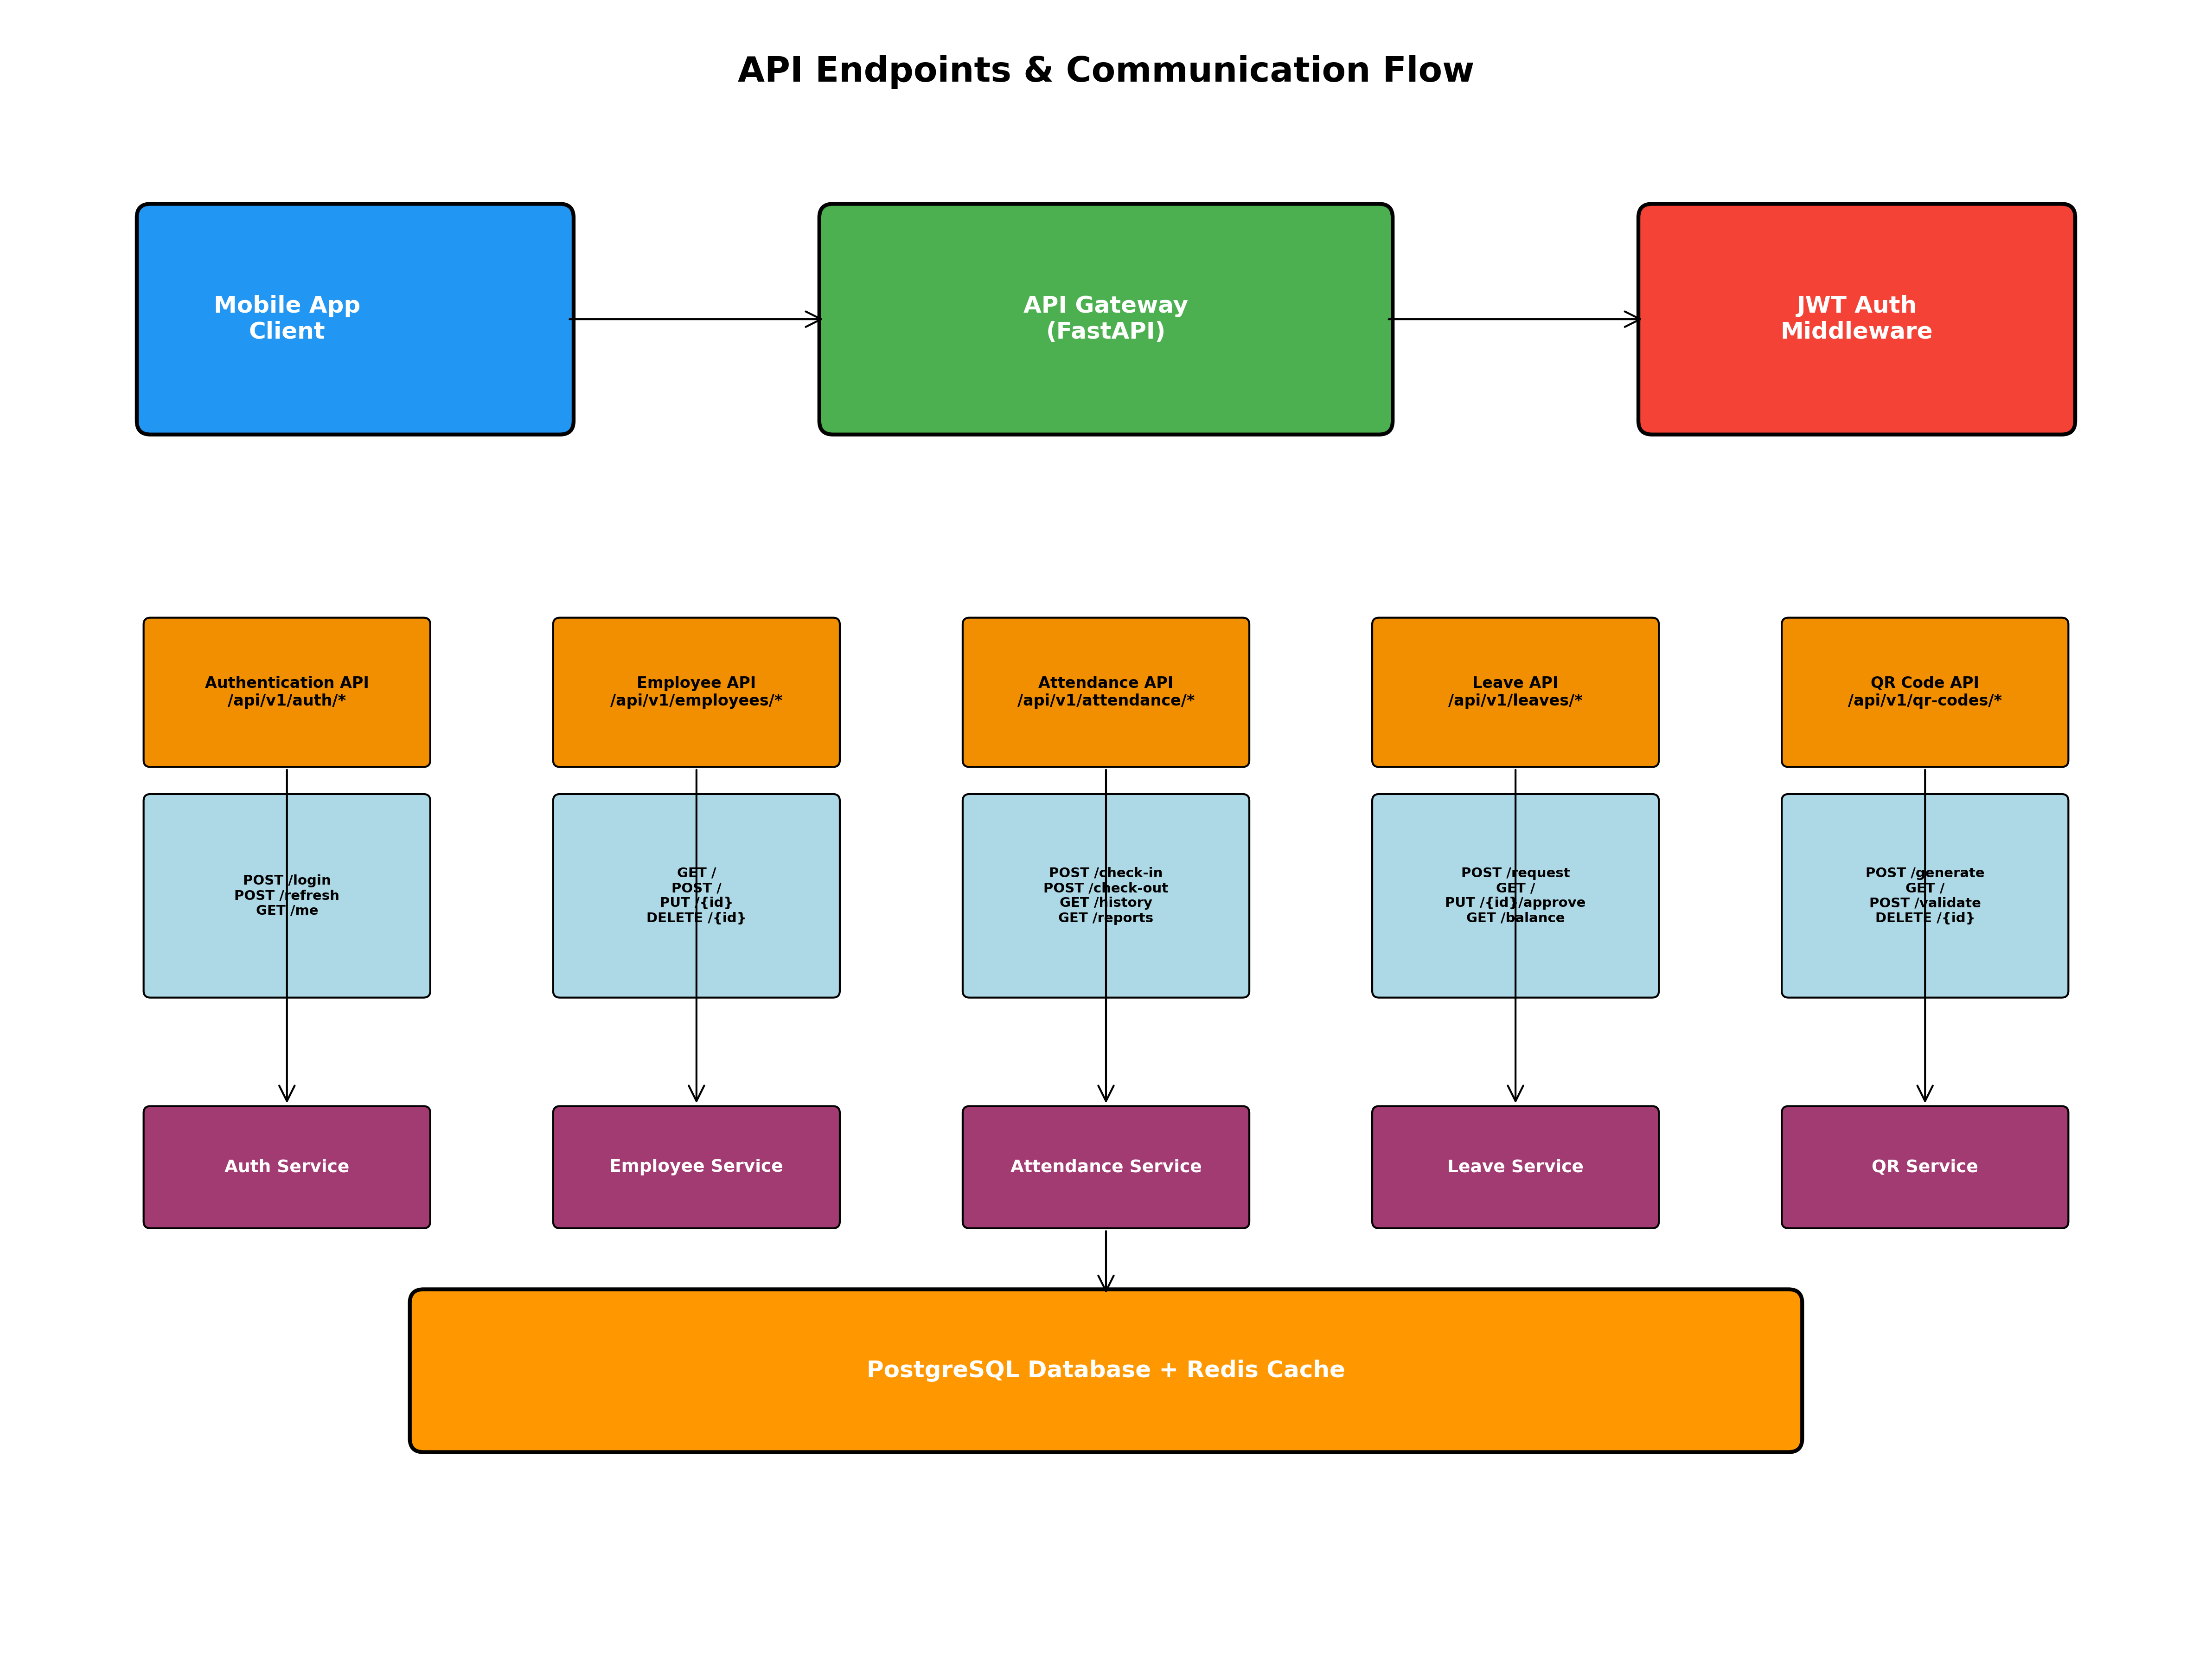 API Endpoints & Communication Flow
Mobile App
Client
API Gateway
(FastAPI)
JWT Auth
Middleware
Authentication API
/api/v1/auth/*
Employee API
/api/v1/employees/*
Attendance API
/api/v1/attendance/*
Leave API
/api/v1/leaves/*
QR Code API
/api/v1/qr-codes/*
POST /login
POST /refresh
GET /me
GET /
POST /
PUT /{id}
DELETE /{id}
POST /check-in
POST /check-out
GET /history
GET /reports
POST /request
GET /
PUT /{id}/approve
GET /balance
POST /generate
GET /
POST /validate
DELETE /{id}
Auth Service
Employee Service
Attendance Service
Leave Service
QR Service
PostgreSQL Database + Redis Cache